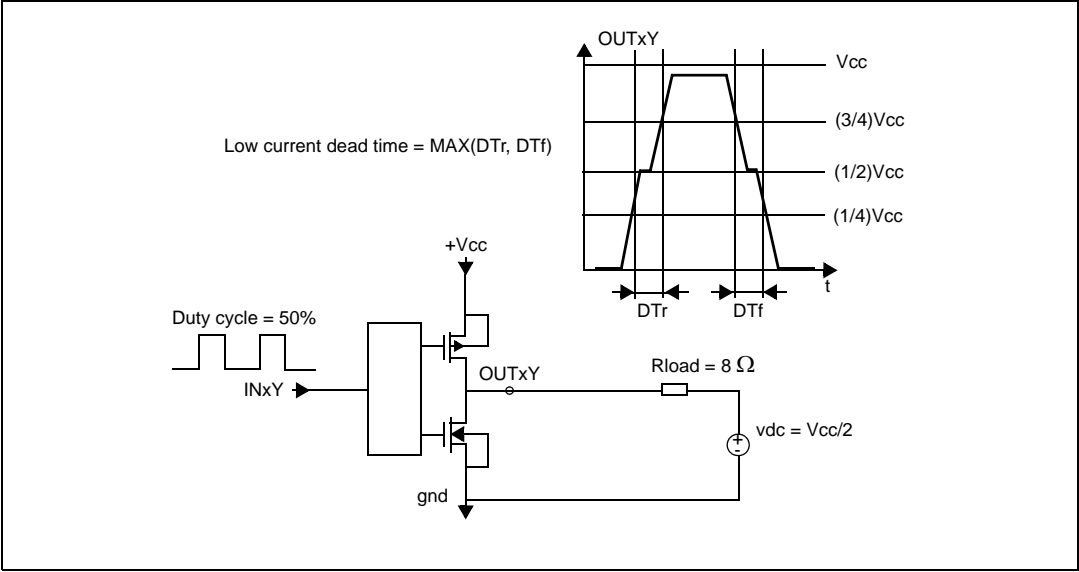 OUTxY
Vcc
(3/4)Vcc
Low current dead time = MAX(DTr, DTf)
(1/2)Vcc
(1/4)Vcc
+Vcc
t
DTr
DTf
Duty cycle = 50%
Rload = 8 Ω
OUTxY
INxY
vdc = Vcc/2
+
-
gnd